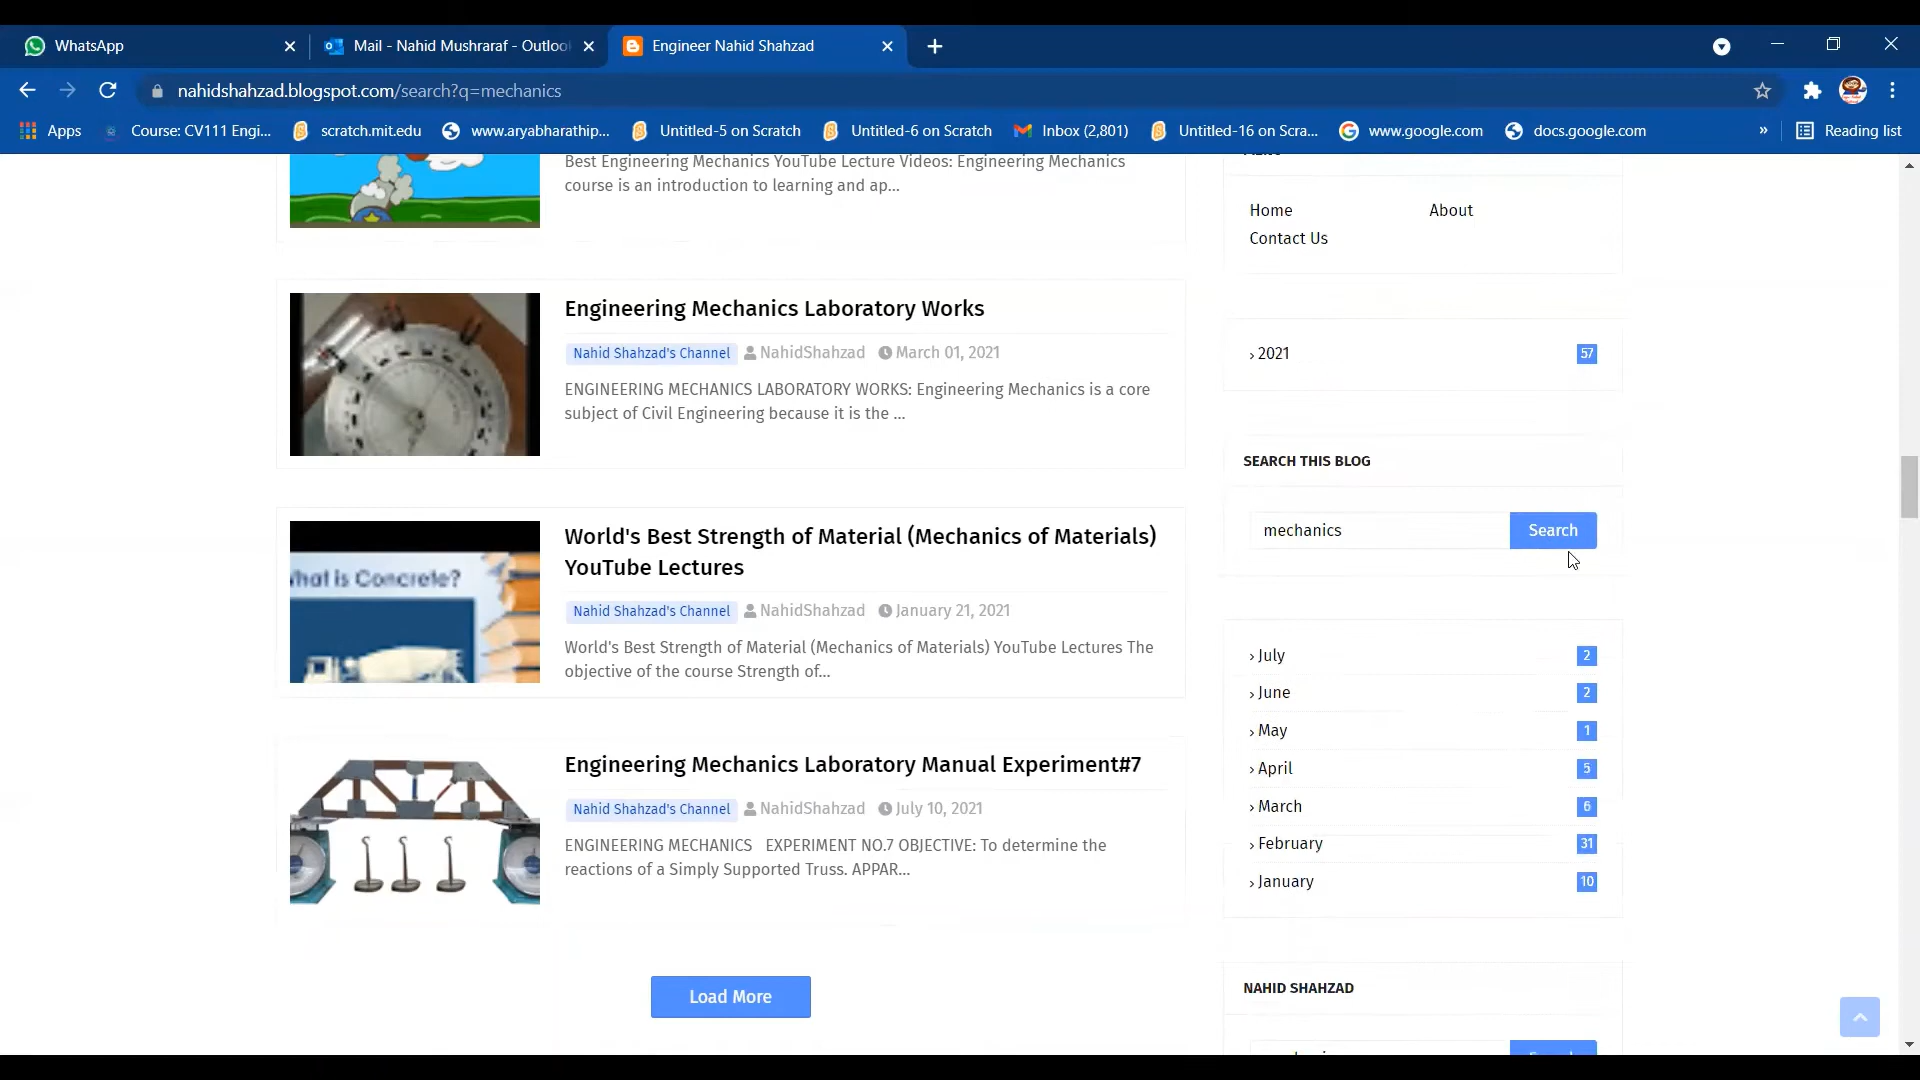 WhatsApp
Mail - Nahid Mushraraf - Outloo
Engineer Nahid Shahzad
nahidshahzad.blogspot.com/search?q=mechanics
Apps
Course: CV111 Engi...
scratch.mit.edu
www.aryabharathip...
Untitled-5 on Scratch
Untitled-6 on Scratch
Inbox (2,801)
Untitled-16 on Scra...
www.google.com
docs.google.com
»
Reading list
Best Engineering Mechanics YouTube Lecture Videos: Engineering Mechanics
course is an introduction to learning and ap...
Engineering Mechanics Laboratory Works
Nahid Shahzad's Channel NahidShahzad March 01, 2021
ENGINEERING MECHANICS LABORATORY WORKS: Engineering Mechanics is a core
subject of Civil Engineering because it is the ...
What is Concrete?
World's Best Strength of Material (Mechanics of Materials)
YouTube Lectures
Nahid Shahzad's Channel NahidShahzad January 21, 2021
World's Best Strength of Material (Mechanics of Materials) YouTube Lectures The
objective of the course Strength of...
Engineering Mechanics Laboratory Manual Experiment#7
Nahid Shahzad's Channel NahidShahzad July 10, 2021
ENGINEERING MECHANICS EXPERIMENT NO.7 OBJECTIVE: To determine the
reactions of a Simply Supported Truss. APPAR...
Load More
Home About
Contact Us
› 2021 57
SEARCH THIS BLOG
mechanics Search
› July 2
› June 2
› May 1
› April 5
› March 6
› February 31
› January 10
NAHID SHAHZAD